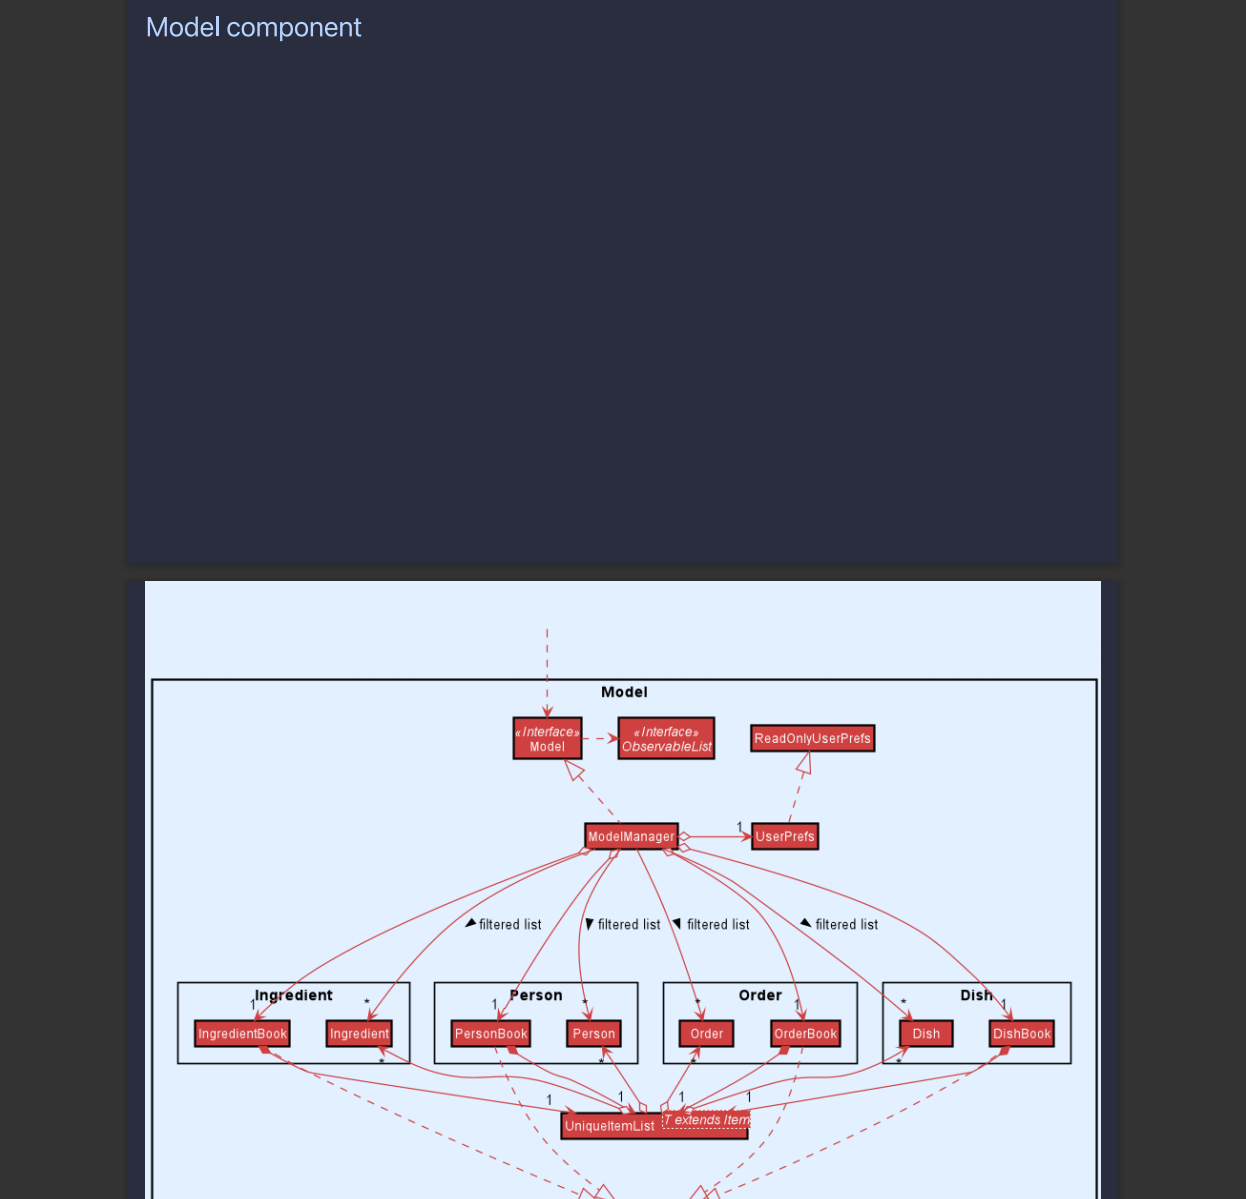 Model component
Model
«Interface»
Model
«Interface»
ObservableList
ReadOnlyUserPrefs
ModelManager
1
UserPrefs
filtered list
filtered list
filtered list
filtered list
Ingredient
Person
Order
Dish
1
*
1
*
*
1
*
1
IngredientBook
Ingredient
PersonBook
Person
Order
OrderBook
Dish
DishBook
*
*
*
*
1
1
1
1
UniqueItemList
T extends Item